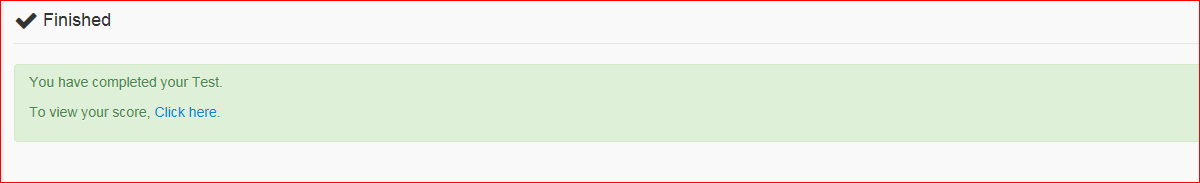 Finished
You have completed your Test.
To view your score, Click here.